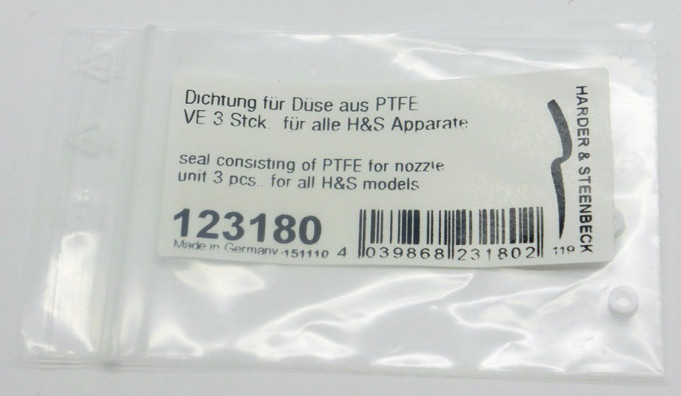 Dichtung für Düse aus PTFE
VE 3 Stck. für alle H&S Apparate
seal consisting of PTFE for nozzle
unit 3 pcs. for all H&S models
123180
Made in Germany 151110
4 039868 231802
119
HARDER & STEENBECK